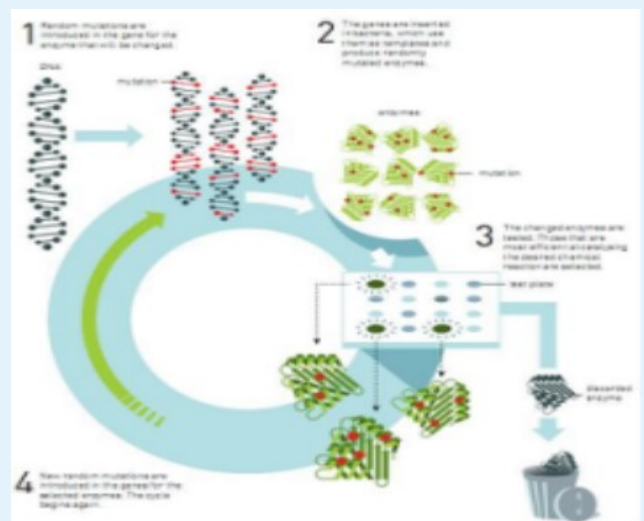 1
Random mutations are
introduced in the gene for the
enzyme that will be changed.
DNA
mutation
2
The genes are inserted
in bacteria, which use
them as templates and
produce randomly
mutated enzymes.
enzymes
mutation
3
The changed enzymes are
tested. Those that are
most efficient at catalysing
the desired chemical
reaction are selected.
test plate
discarded
enzyme
4
New random mutations are
introduced in the genes for the
selected enzymes. The cycle
begins again.